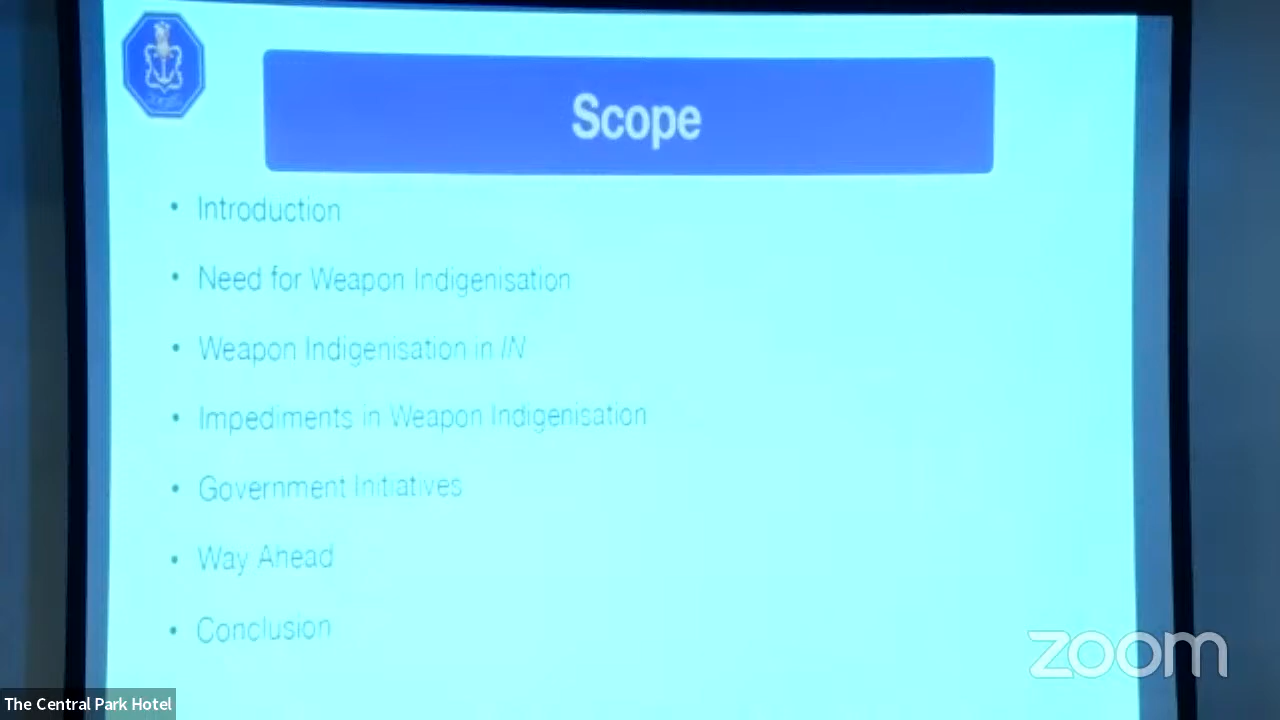 Scope
• Introduction
• Need for Weapon Indigenisation
• Weapon Indigenisation in IN
• Impediments in Weapon Indigenisation
• Government Initiatives
• Way Ahead
• Conclusion
zoom
The Central Park Hotel